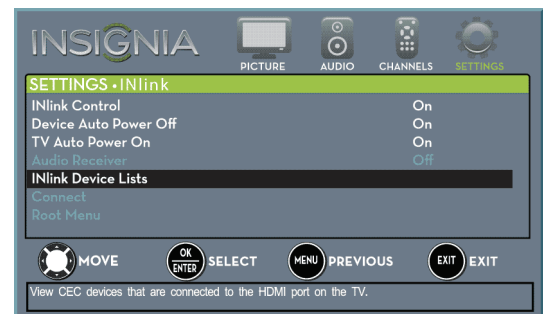 INSIGNIA
PICTURE AUDIO CHANNELS SETTINGS
SETTINGS • INlink
INlink Control On
Device Auto Power Off On
TV Auto Power On On
Audio Receiver Off
INlink Device Lists
Connect
Root Menu
MOVE OK ENTER SELECT MENU PREVIOUS EXIT EXIT
View CEC devices that are connected to the HDMI port on the TV.